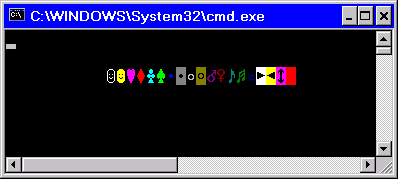 C:\WINDOWS\System32\cmd.exe
☺☻♥♦♣♠•◘○◙♂♀♪♫ ►◄↕